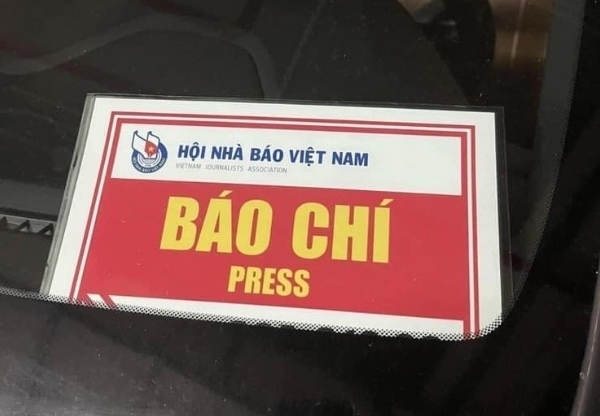 HỘI NHÀ BÁO VIỆT NAM
VIETNAM JOURNALISTS ASSOCIATION
BÁO CHÍ
PRESS